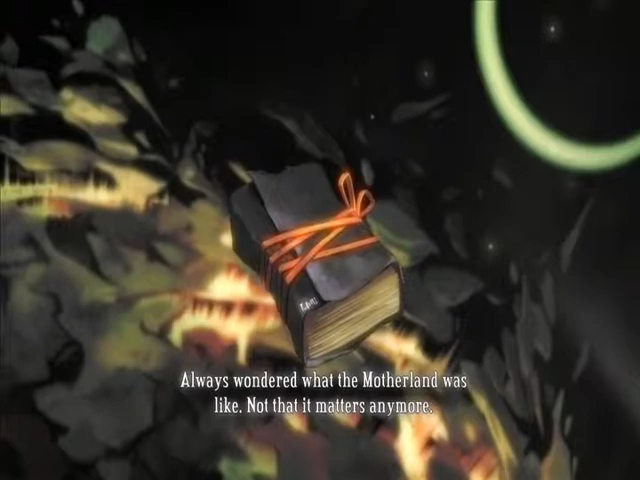 Always wondered what the Motherland was
like. Not that it matters anymore.